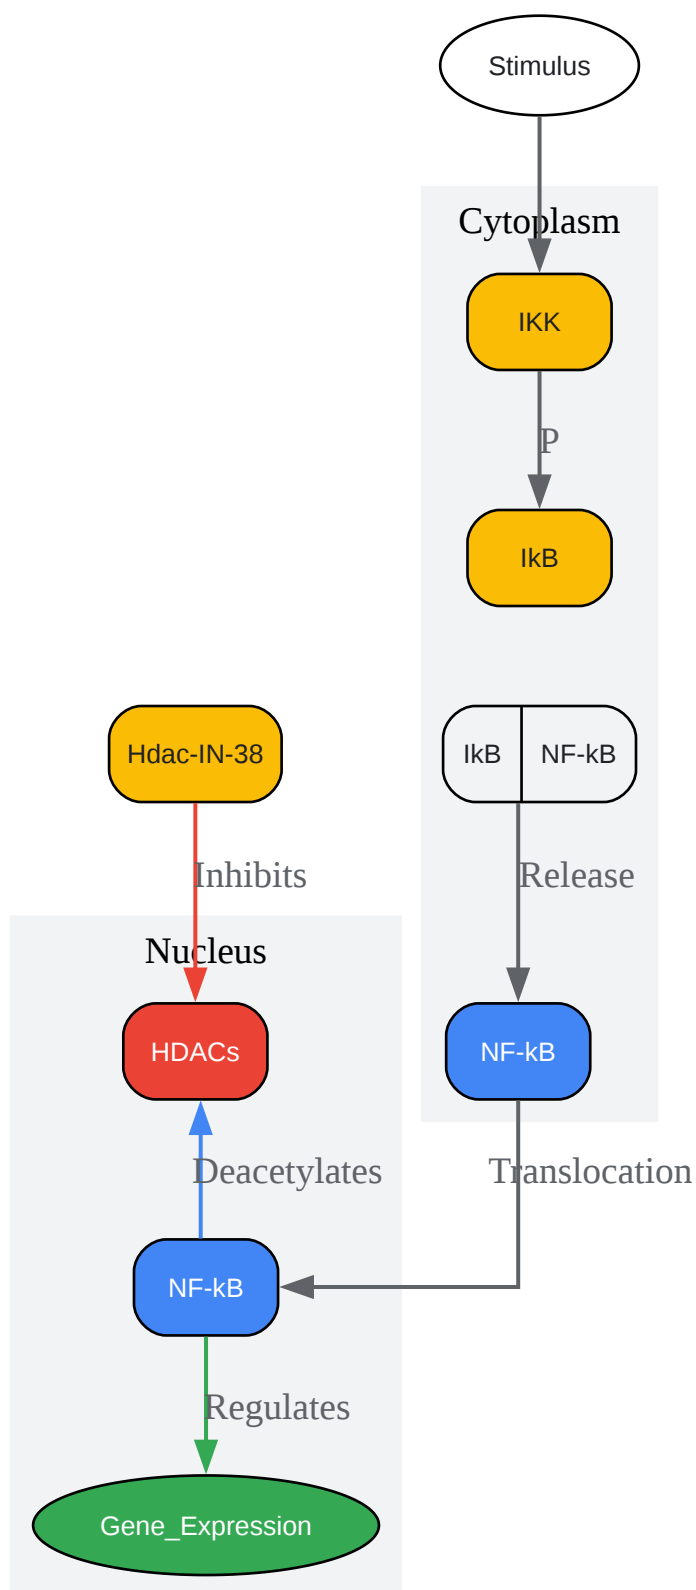 Stimulus
Cytoplasm
IKK
P
IkB
Hdac-IN-38
IkB
NF-kB
Inhibits
Release
Nucleus
HDACs
NF-kB
Deacetylates
Translocation
NF-kB
Regulates
Gene_Expression